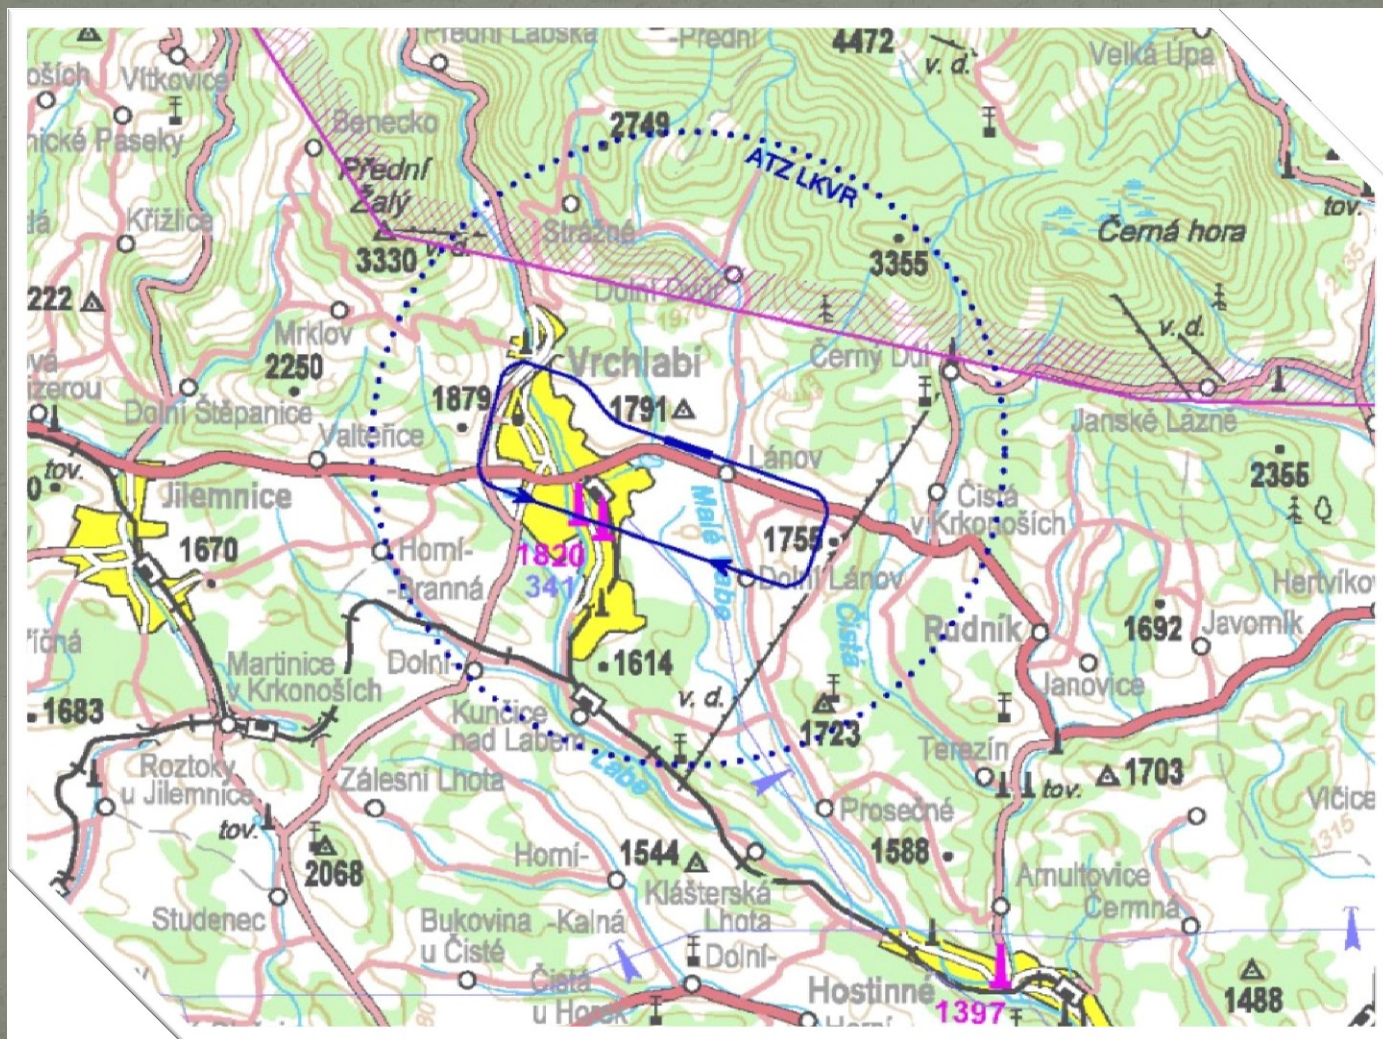 Přední Labská
-Přední
4472
v. d.
Velká Úpa
Vítkovice
Benecko
2749
ATZ LKVR
Přední
Žalý
Křížlice
Strážné
tov.
Černá hora
3330
v. d.
3355
2135
222
Dolní Dvůr
Mrklov
v. d.
Vrchlabí
Černý Důl
2250
1879
1791
Dolní Štěpanice
Valteřice
Janské Lázně
tov.
Lánov
2355
Jilemnice
Malé Labe
Čistá
v Krkonoších
1670
1820
1755
Horní-
-Branná
341
Dolní Lánov
Čistá
Hertvíko
Rudník
1692
Javorník
Martinice
v Krkonoších
Dolní
1614
Janovice
1683
v. d.
Kunčice
nad Labem
1723
Terezín
Roztoky
u Jilemnice
Zálesní Lhota
Labe
tov.
1703
Prosečné
Vlčice
1315
tov.
2068
Horní-
1544
1588
Klášterská
Lhota
Arnultovice
Čermná
Studenec
Bukovina
u Čisté
-Kalná
Dolní-
Čistá
u Horek
Hostinné
1488
1397